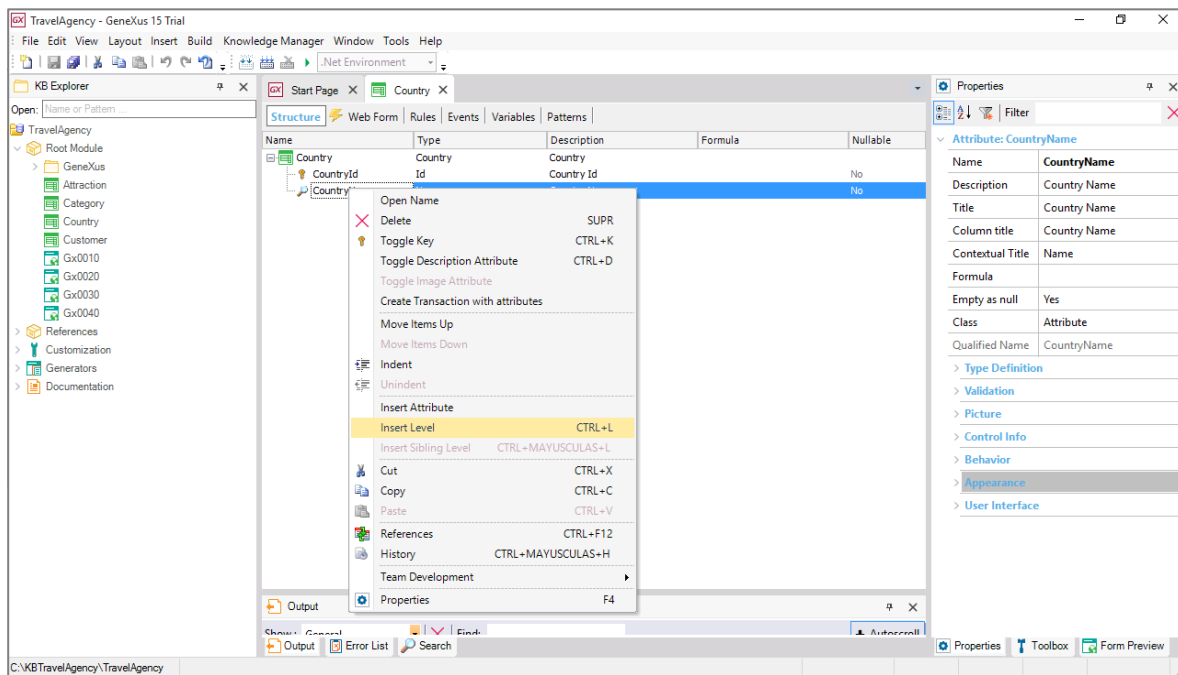 TravelAgency - GeneXus 15 Trial
File Edit View Layout Insert Build Knowledge Manager Window Tools Help
.Net Environment
KB Explorer
Open: Name or Pattern ...
TravelAgency
Root Module
GeneXus
Attraction
Category
Country
Customer
Gx0010
Gx0020
Gx0030
Gx0040
References
Customization
Generators
Documentation
Start Page Country
Structure Web Form Rules Events Variables Patterns
Name Type Description Formula Nullable
Country Country Country
CountryId Id Country Id No
No
Open Name
Delete SUPR
Toggle Key CTRL+K
Toggle Description Attribute CTRL+D
Toggle Image Attribute
Create Transaction with attributes
Move Items Up
Move Items Down
Indent
Unindent
Insert Attribute
Insert Level CTRL+L
Insert Sibling Level CTRL+MAYUSCULAS+L
Cut CTRL+X
Copy CTRL+C
Paste CTRL+V
References CTRL+F12
History CTRL+MAYUSCULAS+H
Team Development
Properties F4
Output
Show: General Find: Autoscroll
Output Error List Search
Properties
Filter
Attribute: CountryName
Name CountryName
Description Country Name
Title Country Name
Column title Country Name
Contextual Title Name
Formula
Empty as null Yes
Class Attribute
Qualified Name CountryName
Type Definition
Validation
Picture
Control Info
Behavior
Appearance
User Interface
Properties Toolbox Form Preview
C:\KBTravelAgency\TravelAgency